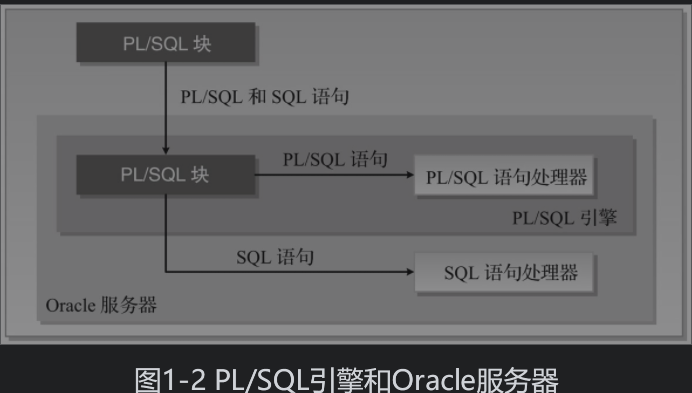 PL/SQL 块
PL/SQL 和 SQL 语句
PL/SQL 语句
PL/SQL 块
PL/SQL 语句处理器
PL/SQL 引擎
SQL 语句
SQL 语句处理器
Oracle 服务器
图1-2 PL/SQL引擎和Oracle服务器